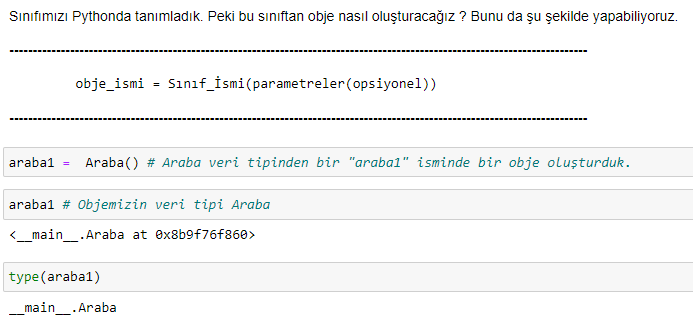 Sınıfımızı Pythonda tanımladık. Peki bu sınıftan obje nasıl oluşturacağız ? Bunu da şu şekilde yapabiliyoruz.
obje_ismi = Sınıf_İsmi(parametreler(opsiyonel))
araba1 =  Araba() # Araba veri tipinden bir "araba1" isminde bir obje oluşturduk.
araba1 # Objemizin veri tipi Araba
<__main__.Araba at 0x8b9f76f860>
type(araba1)
__main__.Araba